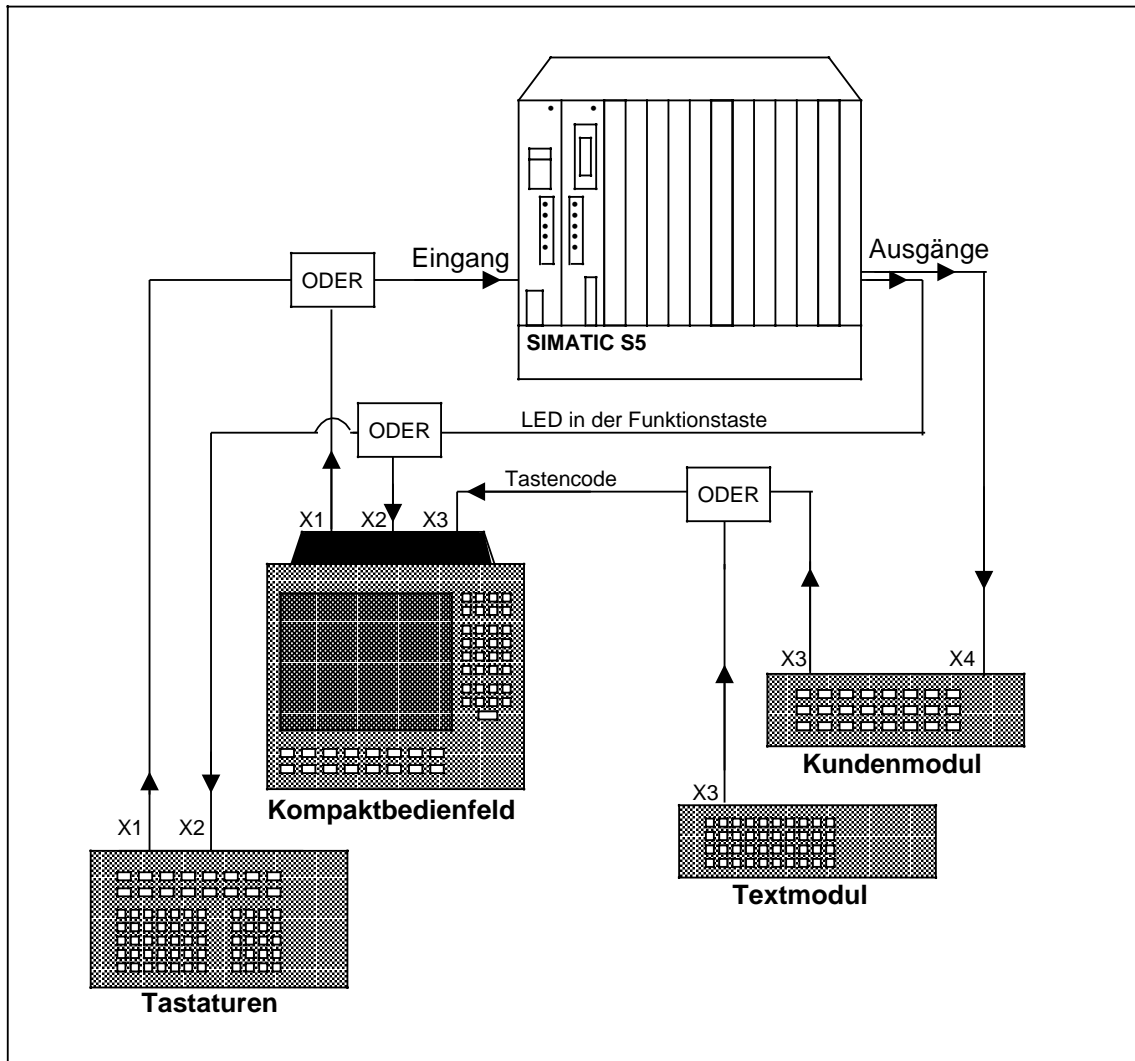 Ausgänge
Eingang
ODER
SIMATIC S5
LED in der Funktionstaste
ODER
Tastencode
ODER
X1 X2 X3
X3 X4
Kundenmodul
Kompaktbedienfeld
X3
X1 X2
Textmodul
Tastaturen